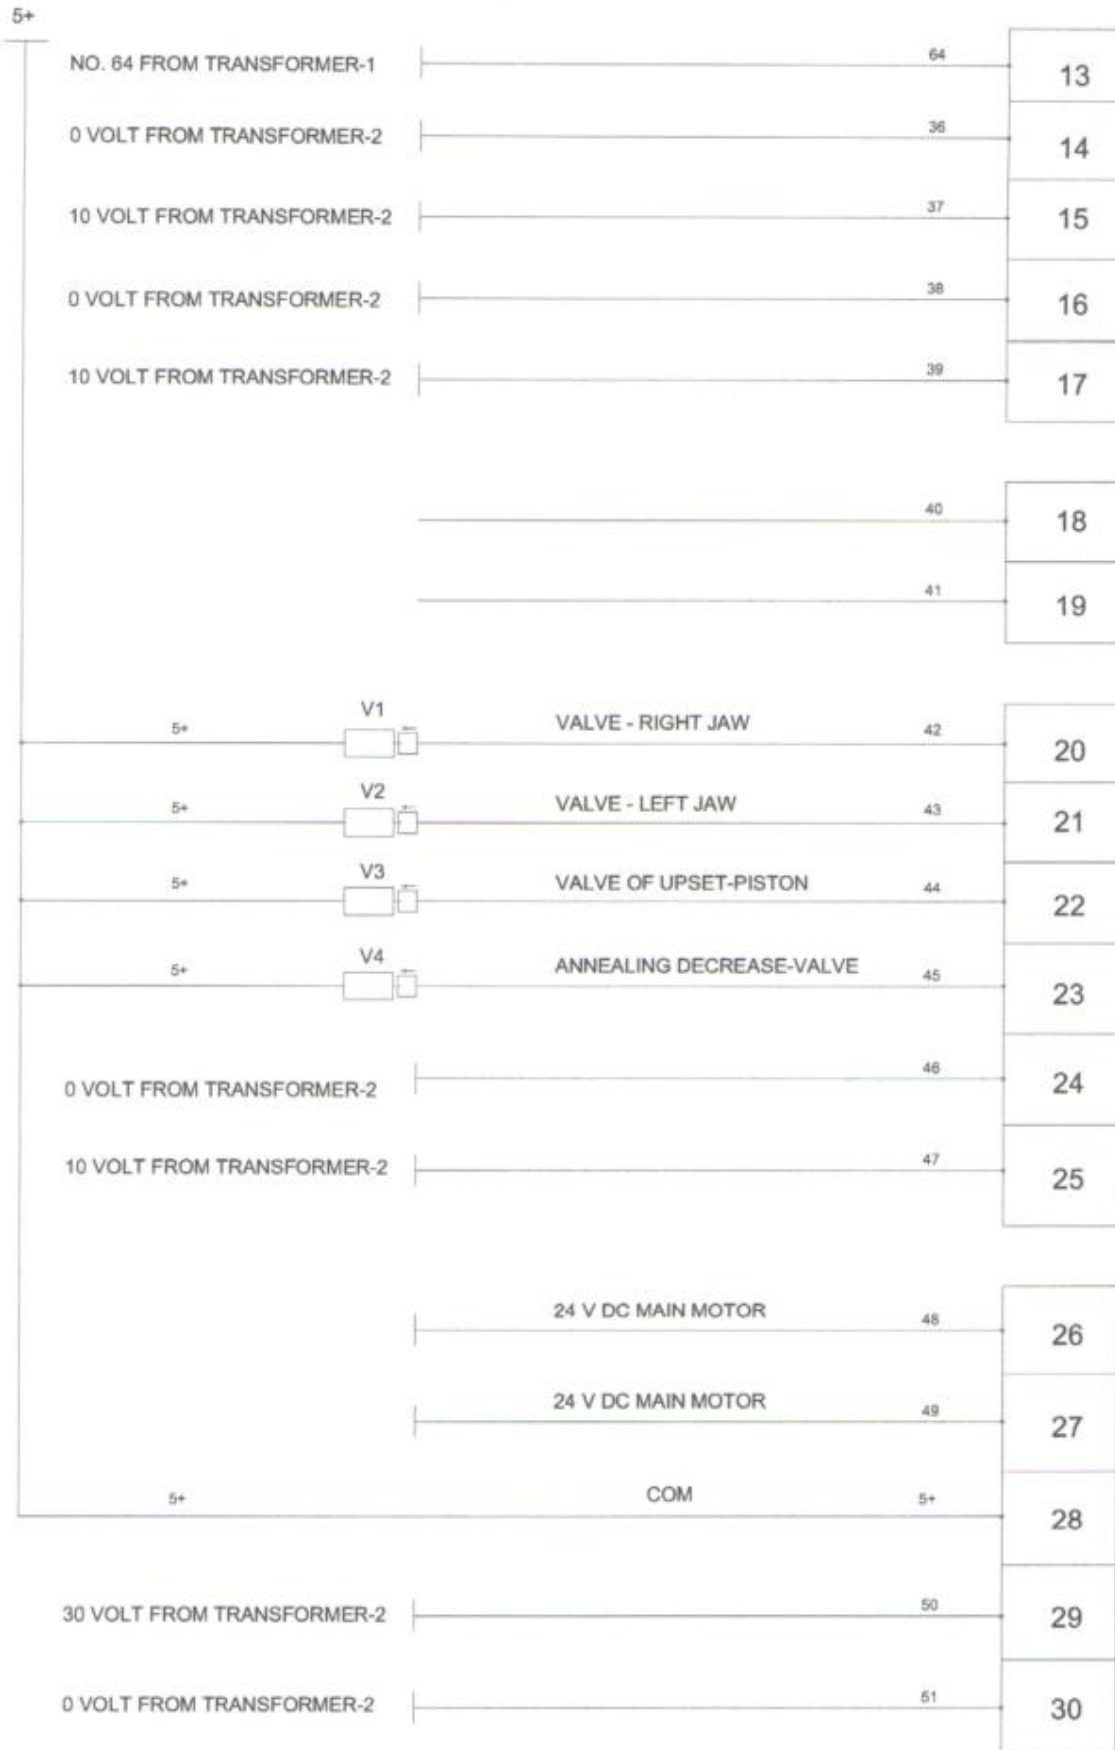 5+
NO. 64 FROM TRANSFORMER-1 64 13
0 VOLT FROM TRANSFORMER-2 36 14
10 VOLT FROM TRANSFORMER-2 37 15
0 VOLT FROM TRANSFORMER-2 38 16
10 VOLT FROM TRANSFORMER-2 39 17
40 18
41 19
5+ V1 VALVE - RIGHT JAW 42 20
5+ V2 VALVE - LEFT JAW 43 21
5+ V3 VALVE OF UPSET-PISTON 44 22
5+ V4 ANNEALING DECREASE-VALVE 45 23
0 VOLT FROM TRANSFORMER-2 46 24
10 VOLT FROM TRANSFORMER-2 47 25
24 V DC MAIN MOTOR 48 26
24 V DC MAIN MOTOR 49 27
5+ COM 5+ 28
30 VOLT FROM TRANSFORMER-2 50 29
0 VOLT FROM TRANSFORMER-2 51 30